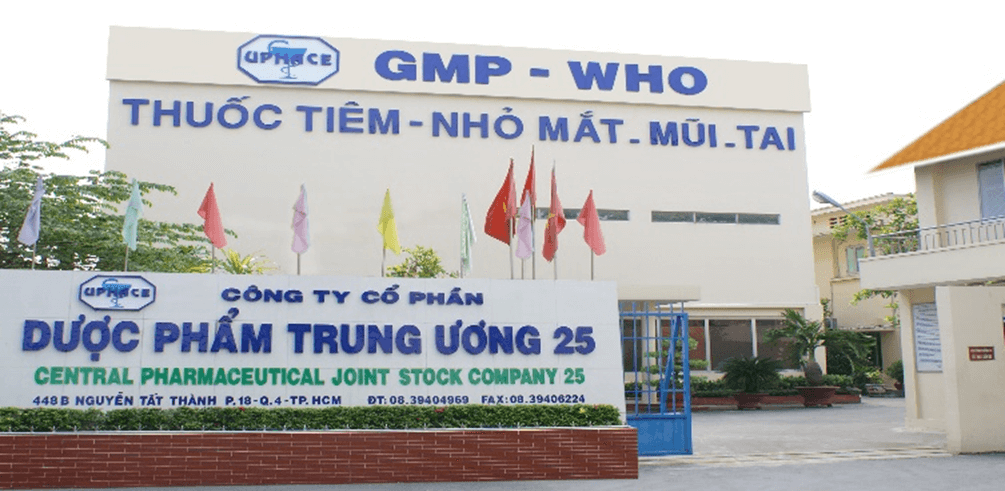 UPHACE GMP - WHO
THUỐC TIÊM - NHỎ MẮT - MŨI - TAI
UPHACE CÔNG TY CỔ PHẦN
DƯỢC PHẨM TRUNG ƯƠNG 25
CENTRAL PHARMACEUTICAL JOINT STOCK COMPANY 25
448B NGUYỄN TẤT THÀNH P.18-Q.4-TP.HCM ĐT:08.39404969 FAX:08.39406224